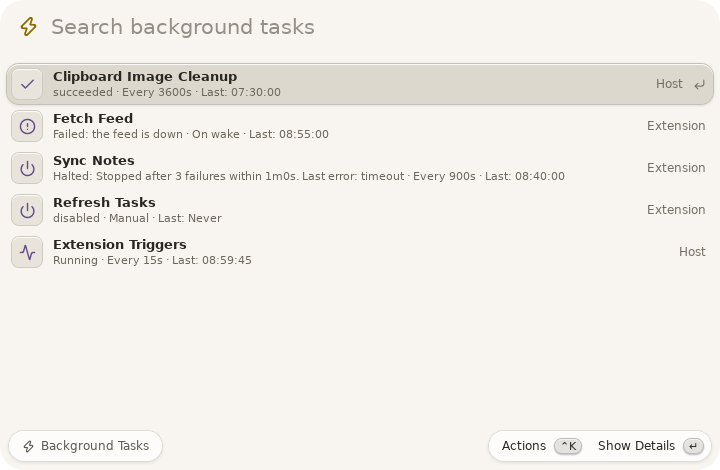 Search background tasks
Clipboard Image Cleanup
succeeded · Every 3600s · Last: 07:30:00
Host
Fetch Feed
Failed: the feed is down · On wake · Last: 08:55:00
Extension
Sync Notes
Halted: Stopped after 3 failures within 1m0s. Last error: timeout · Every 900s · Last: 08:40:00
Extension
Refresh Tasks
disabled · Manual · Last: Never
Extension
Extension Triggers
Running · Every 15s · Last: 08:59:45
Host
Background Tasks
Actions ^K Show Details ↵